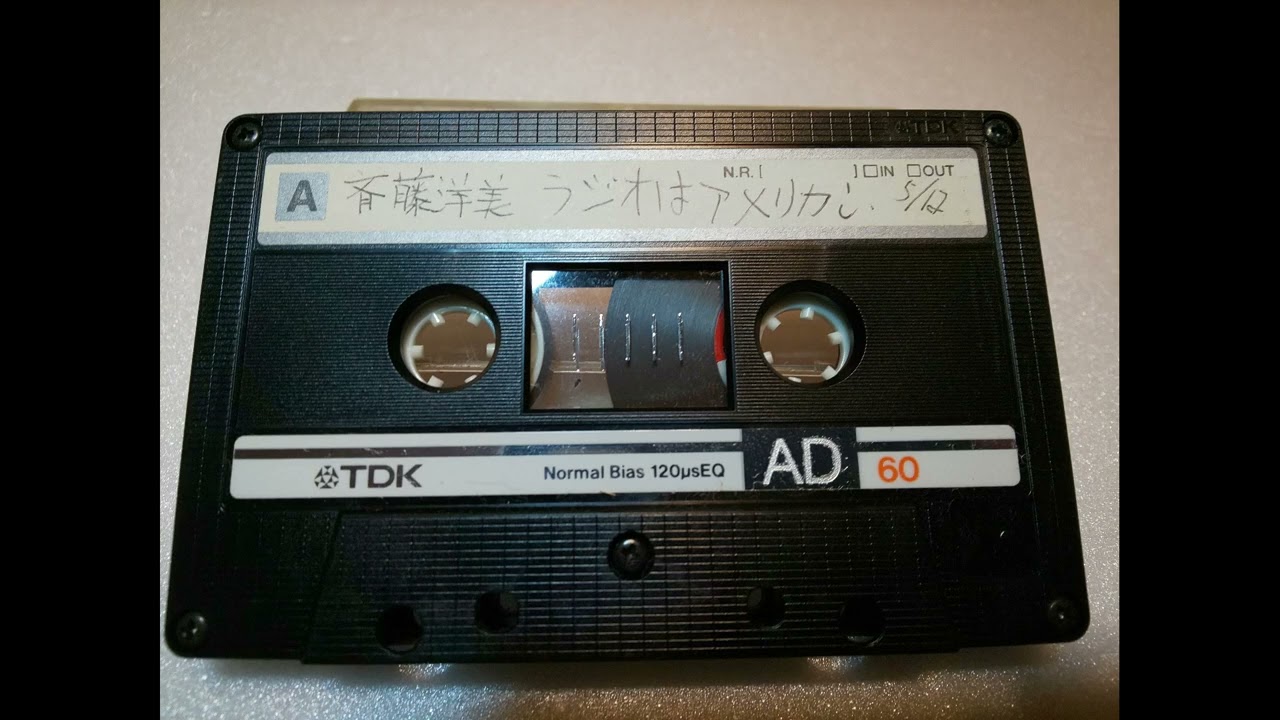 TDK
N.R.[ ] □IN □OUT
A 斉藤洋美 ラジオはアメリカン 5/12
TDK Normal Bias 120μsEQ AD 60